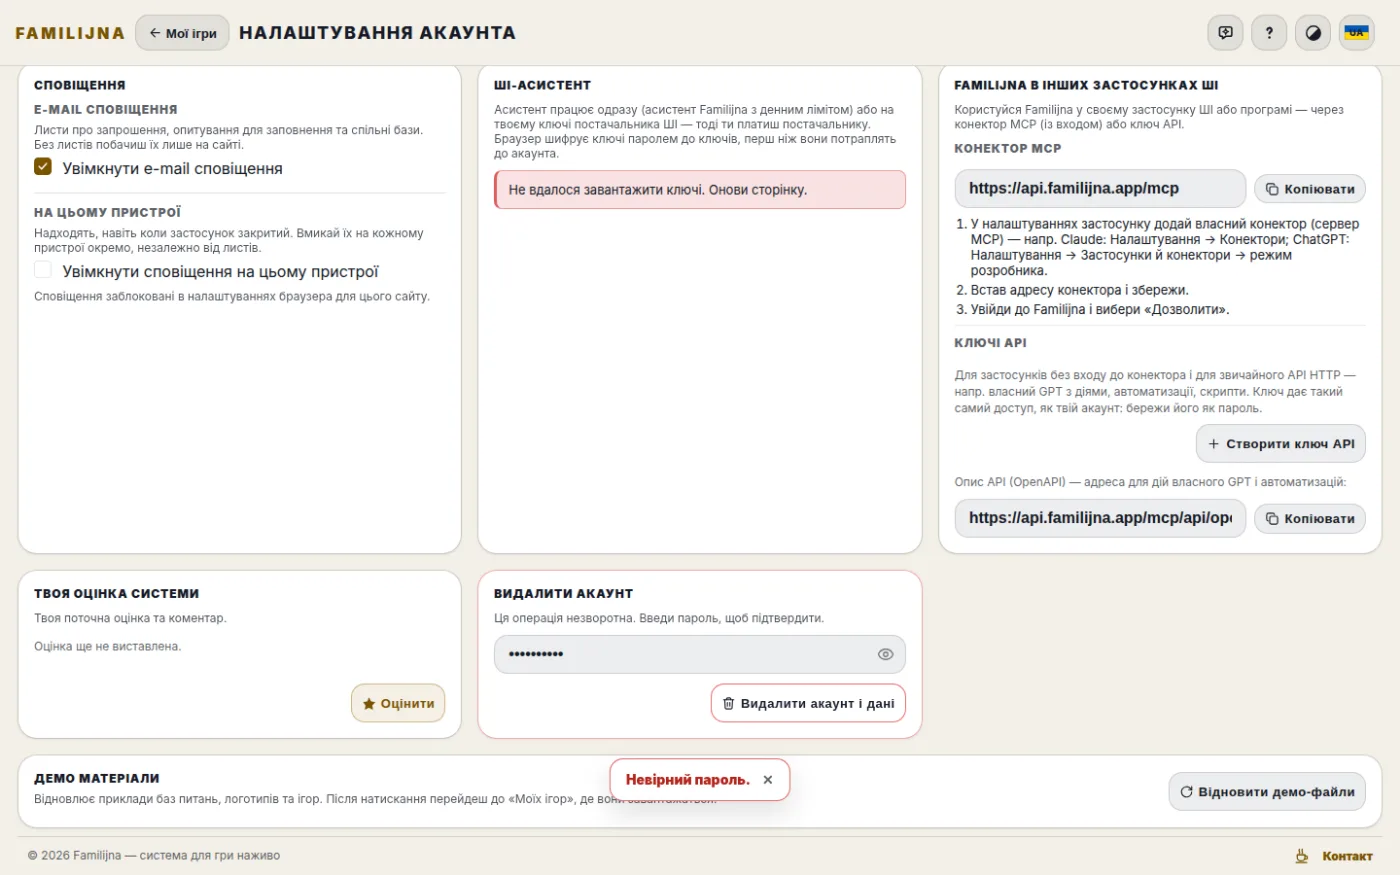 FAMILIJNA
← Мої ігри
НАЛАШТУВАННЯ АКАУНТА
?
UA
СПОВІЩЕННЯ
E-MAIL СПОВІЩЕННЯ
Листи про запрошення, опитування для заповнення та спільні бази.
Без листів побачиш їх лише на сайті.
Увімкнути e-mail сповіщення
НА ЦЬОМУ ПРИСТРОЇ
Надходять, навіть коли застосунок закритий. Вмикай їх на кожному
пристрої окремо, незалежно від листів.
Увімкнути сповіщення на цьому пристрої
Сповіщення заблоковані в налаштуваннях браузера для цього сайту.
ШІ-АСИСТЕНТ
Асистент працює одразу (асистент Familijna з денним лімітом) або на
твоєму ключі постачальника ШІ — тоді ти платиш постачальнику.
Браузер шифрує ключі паролем до ключів, перш ніж вони потраплять
до акаунта.
Не вдалося завантажити ключі. Онови сторінку.
FAMILIJNA В ІНШИХ ЗАСТОСУНКАХ ШІ
Користуйся Familijna у своєму застосунку ШІ або програмі — через
конектор MCP (із входом) або ключ API.
КОНЕКТОР MCP
https://api.familijna.app/mcp
Копіювати
1. У налаштуваннях застосунку додай власний конектор (сервер
MCP) — напр. Claude: Налаштування → Конектори; ChatGPT:
Налаштування → Застосунки й конектори → режим
розробника.
2. Встав адресу конектора і збережи.
3. Увійди до Familijna і вибери «Дозволити».
КЛЮЧІ API
Для застосунків без входу до конектора і для звичайного API HTTP —
напр. власний GPT з діями, автоматизації, скрипти. Ключ дає такий
самий доступ, як твій акаунт: бережи його як пароль.
+ Створити ключ API
Опис API (OpenAPI) — адреса для дій власного GPT і автоматизацій:
https://api.familijna.app/mcp/api/op
Копіювати
ТВОЯ ОЦІНКА СИСТЕМИ
Твоя поточна оцінка та коментар.
Оцінка ще не виставлена.
Оцінити
ВИДАЛИТИ АКАУНТ
Ця операція незворотна. Введи пароль, щоб підтвердити.
••••••••••
Видалити акаунт і дані
ДЕМО МАТЕРІАЛИ
Відновлює приклади баз питань, логотипів та ігор. Після натискання перейдеш до «Моїх ігор», де вони
Невірний пароль. ×
Відновити демо-файли
© 2026 Familijna — система для гри наживо
Контакт